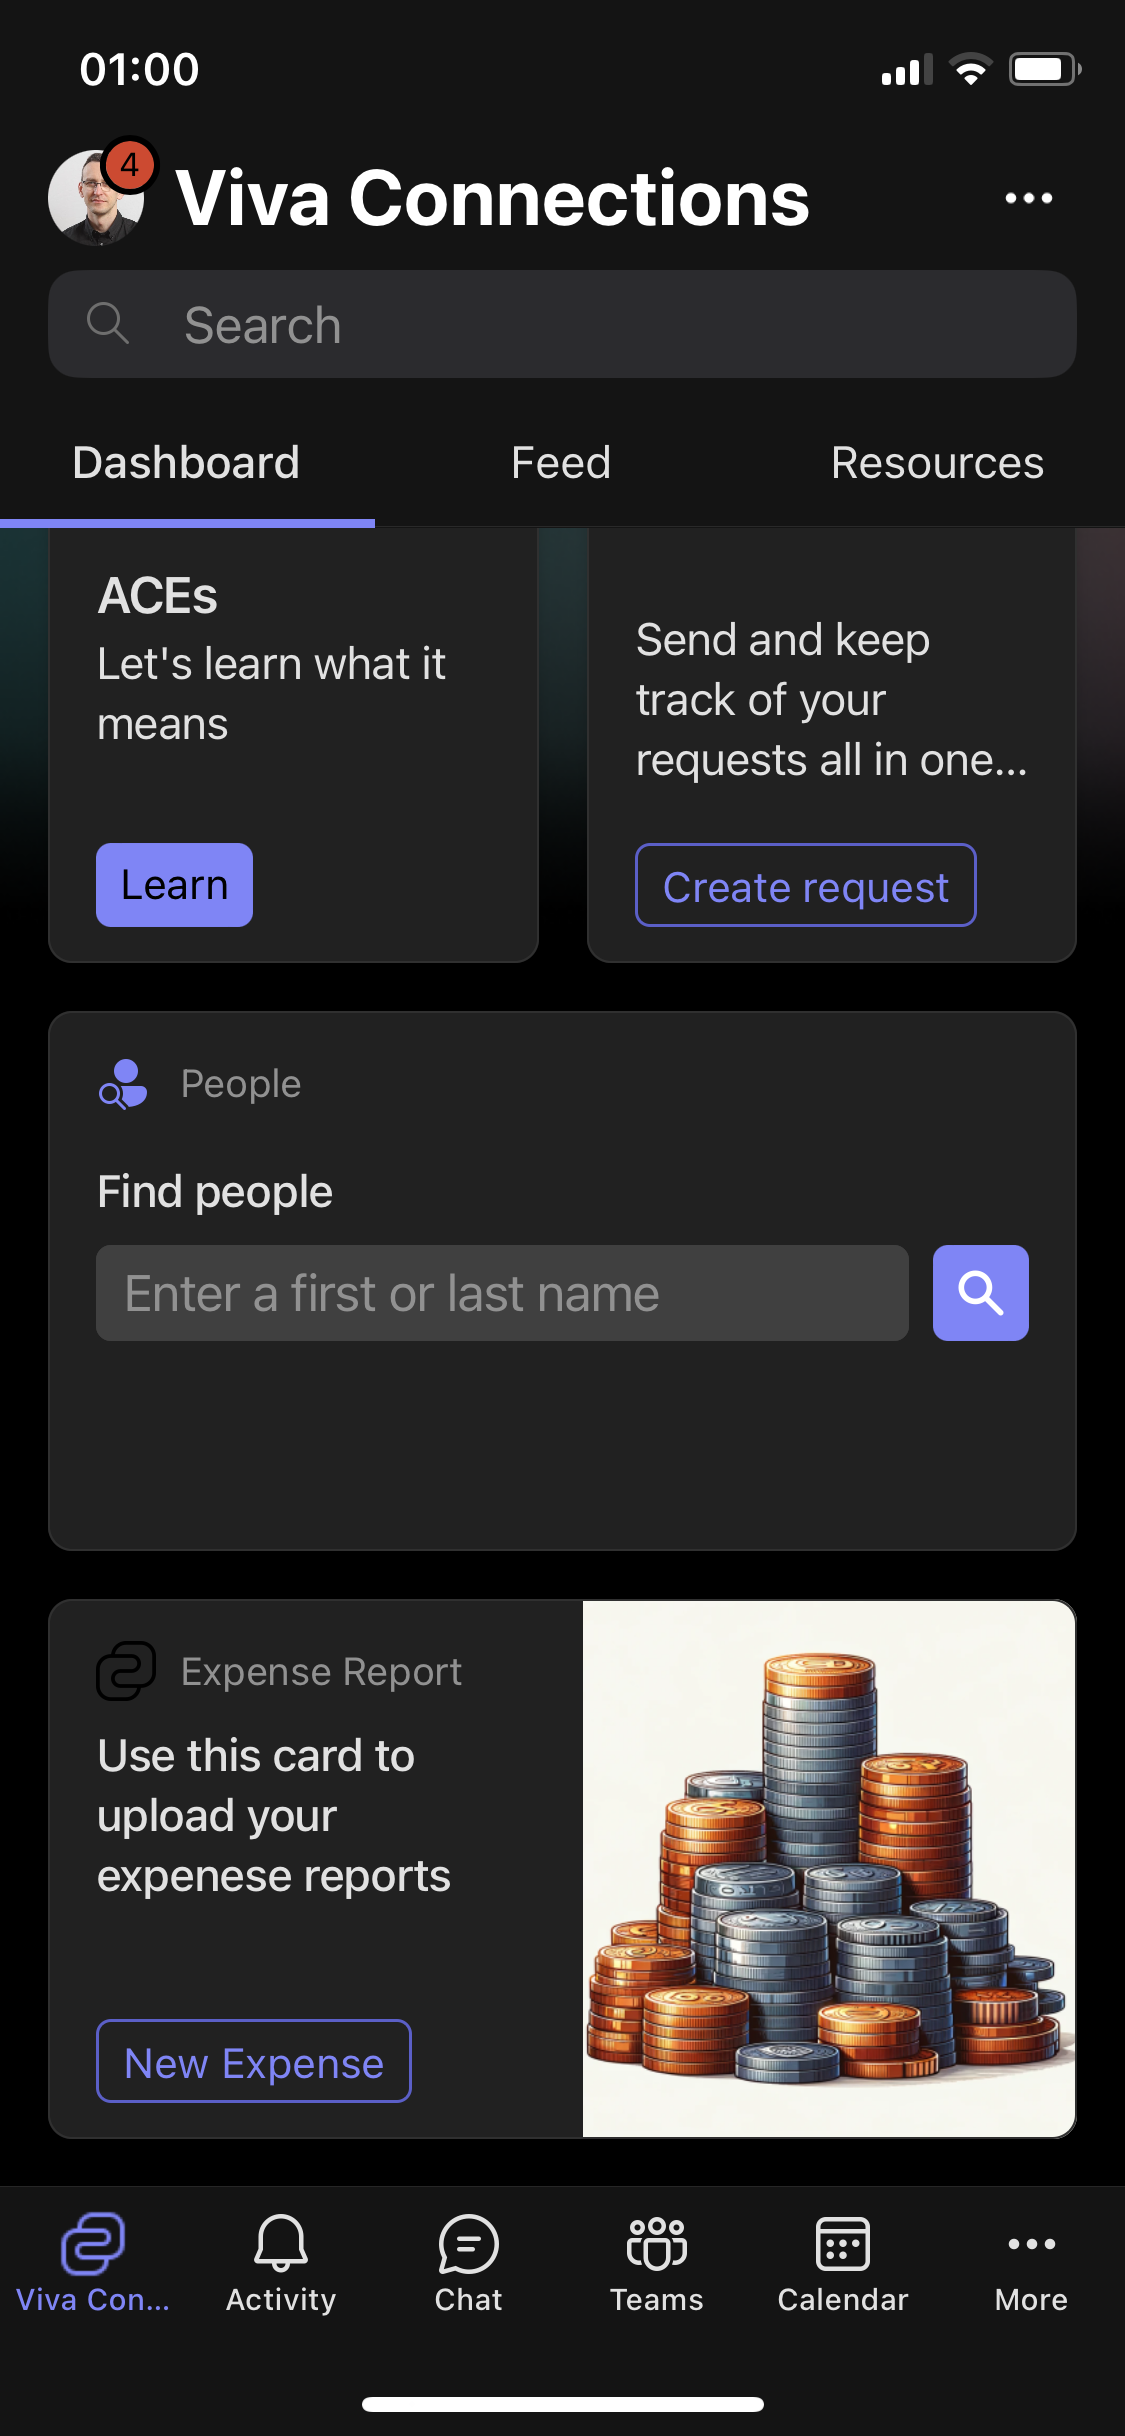 01:00
4
Viva Connections
Search
Dashboard
Feed
Resources
ACEs
Let's learn what it
means
Learn
Send and keep
track of your
requests all in one...
Create request
People
Find people
Enter a first or last name
Expense Report
Use this card to
upload your
expenese reports
New Expense
Viva Con...
Activity
Chat
Teams
Calendar
More